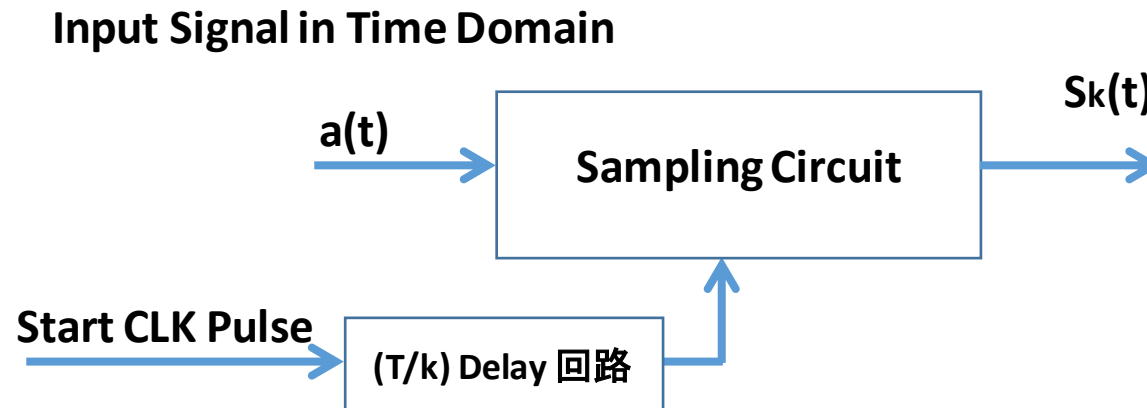 Input Signal in Time Domain
Sk(t)
a(t)
Sampling Circuit
Start CLK Pulse
(T/k) Delay 回路